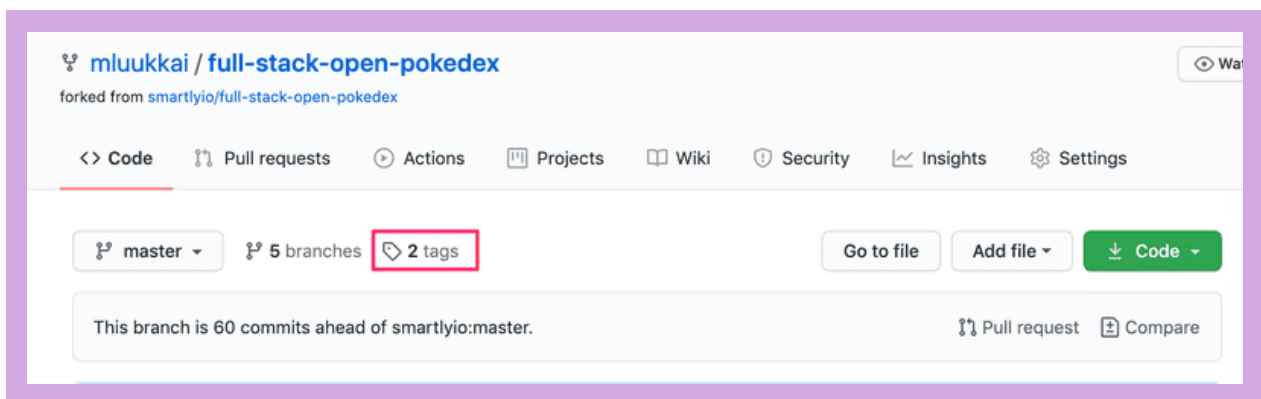 mluukkai / full-stack-open-pokedex
forked from smartlyio/full-stack-open-pokedex
<> Code Pull requests Actions Projects Wiki Security Insights Settings
master 5 branches 2 tags Go to file Add file Code
This branch is 60 commits ahead of smartlyio:master. Pull request Compare